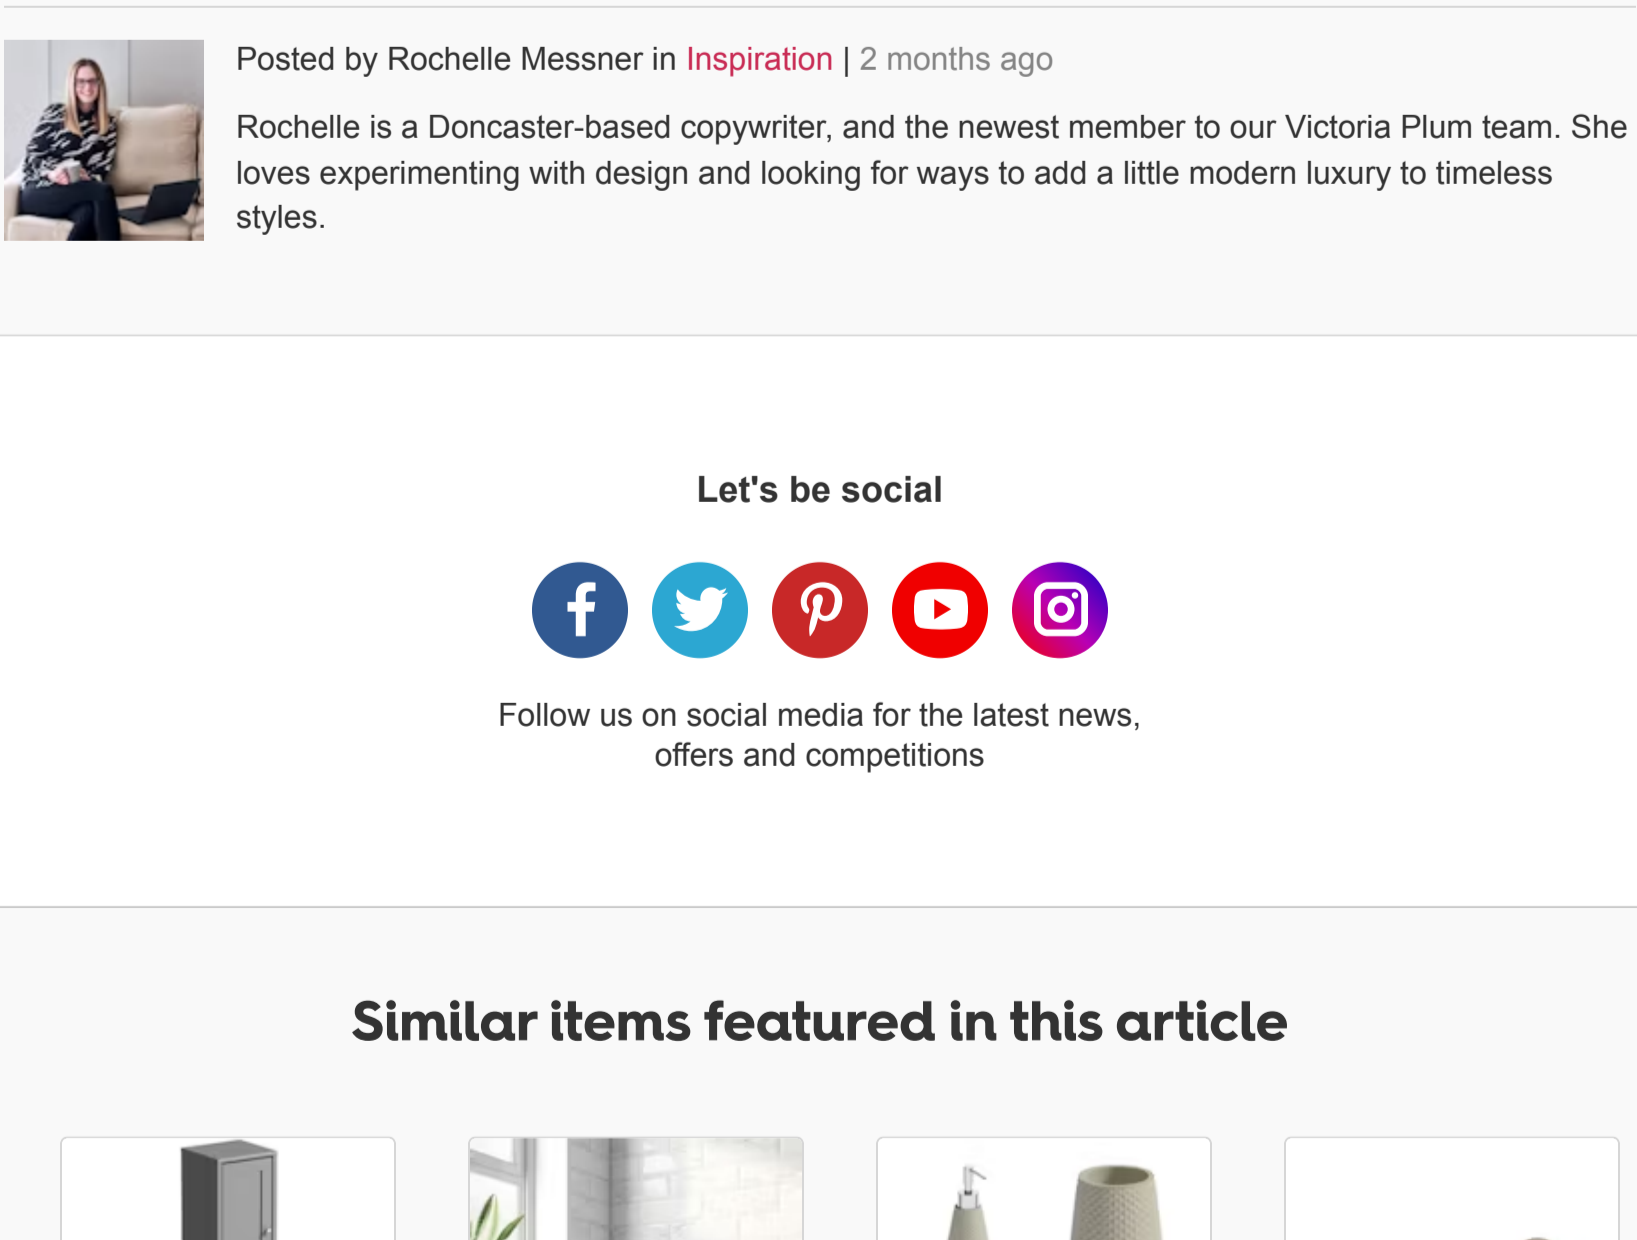 Posted by Rochelle Messner in Inspiration | 2 months ago
Rochelle is a Doncaster-based copywriter, and the newest member to our Victoria Plum team. She
loves experimenting with design and looking for ways to add a little modern luxury to timeless
styles.
Let's be social
Follow us on social media for the latest news,
offers and competitions
Similar items featured in this article